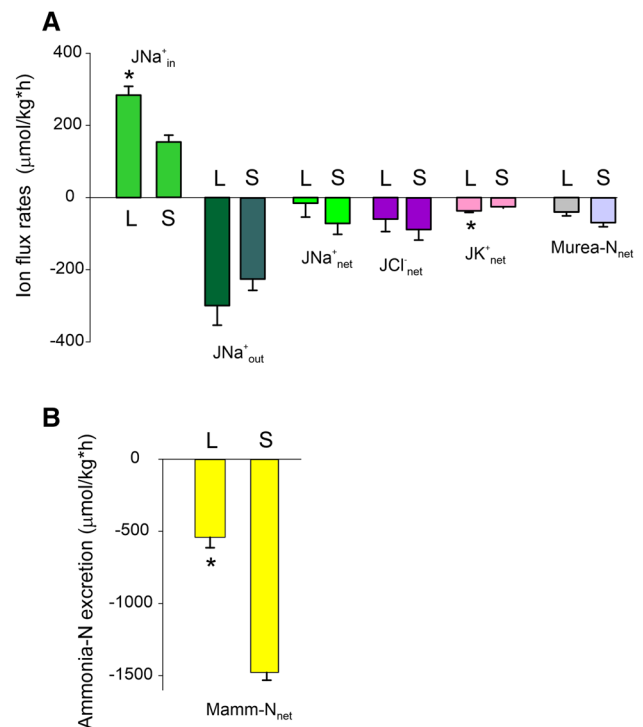 A
Ion flux rates (μmol/kg*h)
400
200
0
-200
-400
JNa⁺in
*
L S
L S
JNa⁺out
L S
JNa⁺net
L S
JCl⁻net
L S
*
JK⁺net
L S
Murea-Nnet
B
Ammonia-N excretion (μmol/kg*h)
L S
0
-500
-1000
-1500
*
Mamm-Nnet